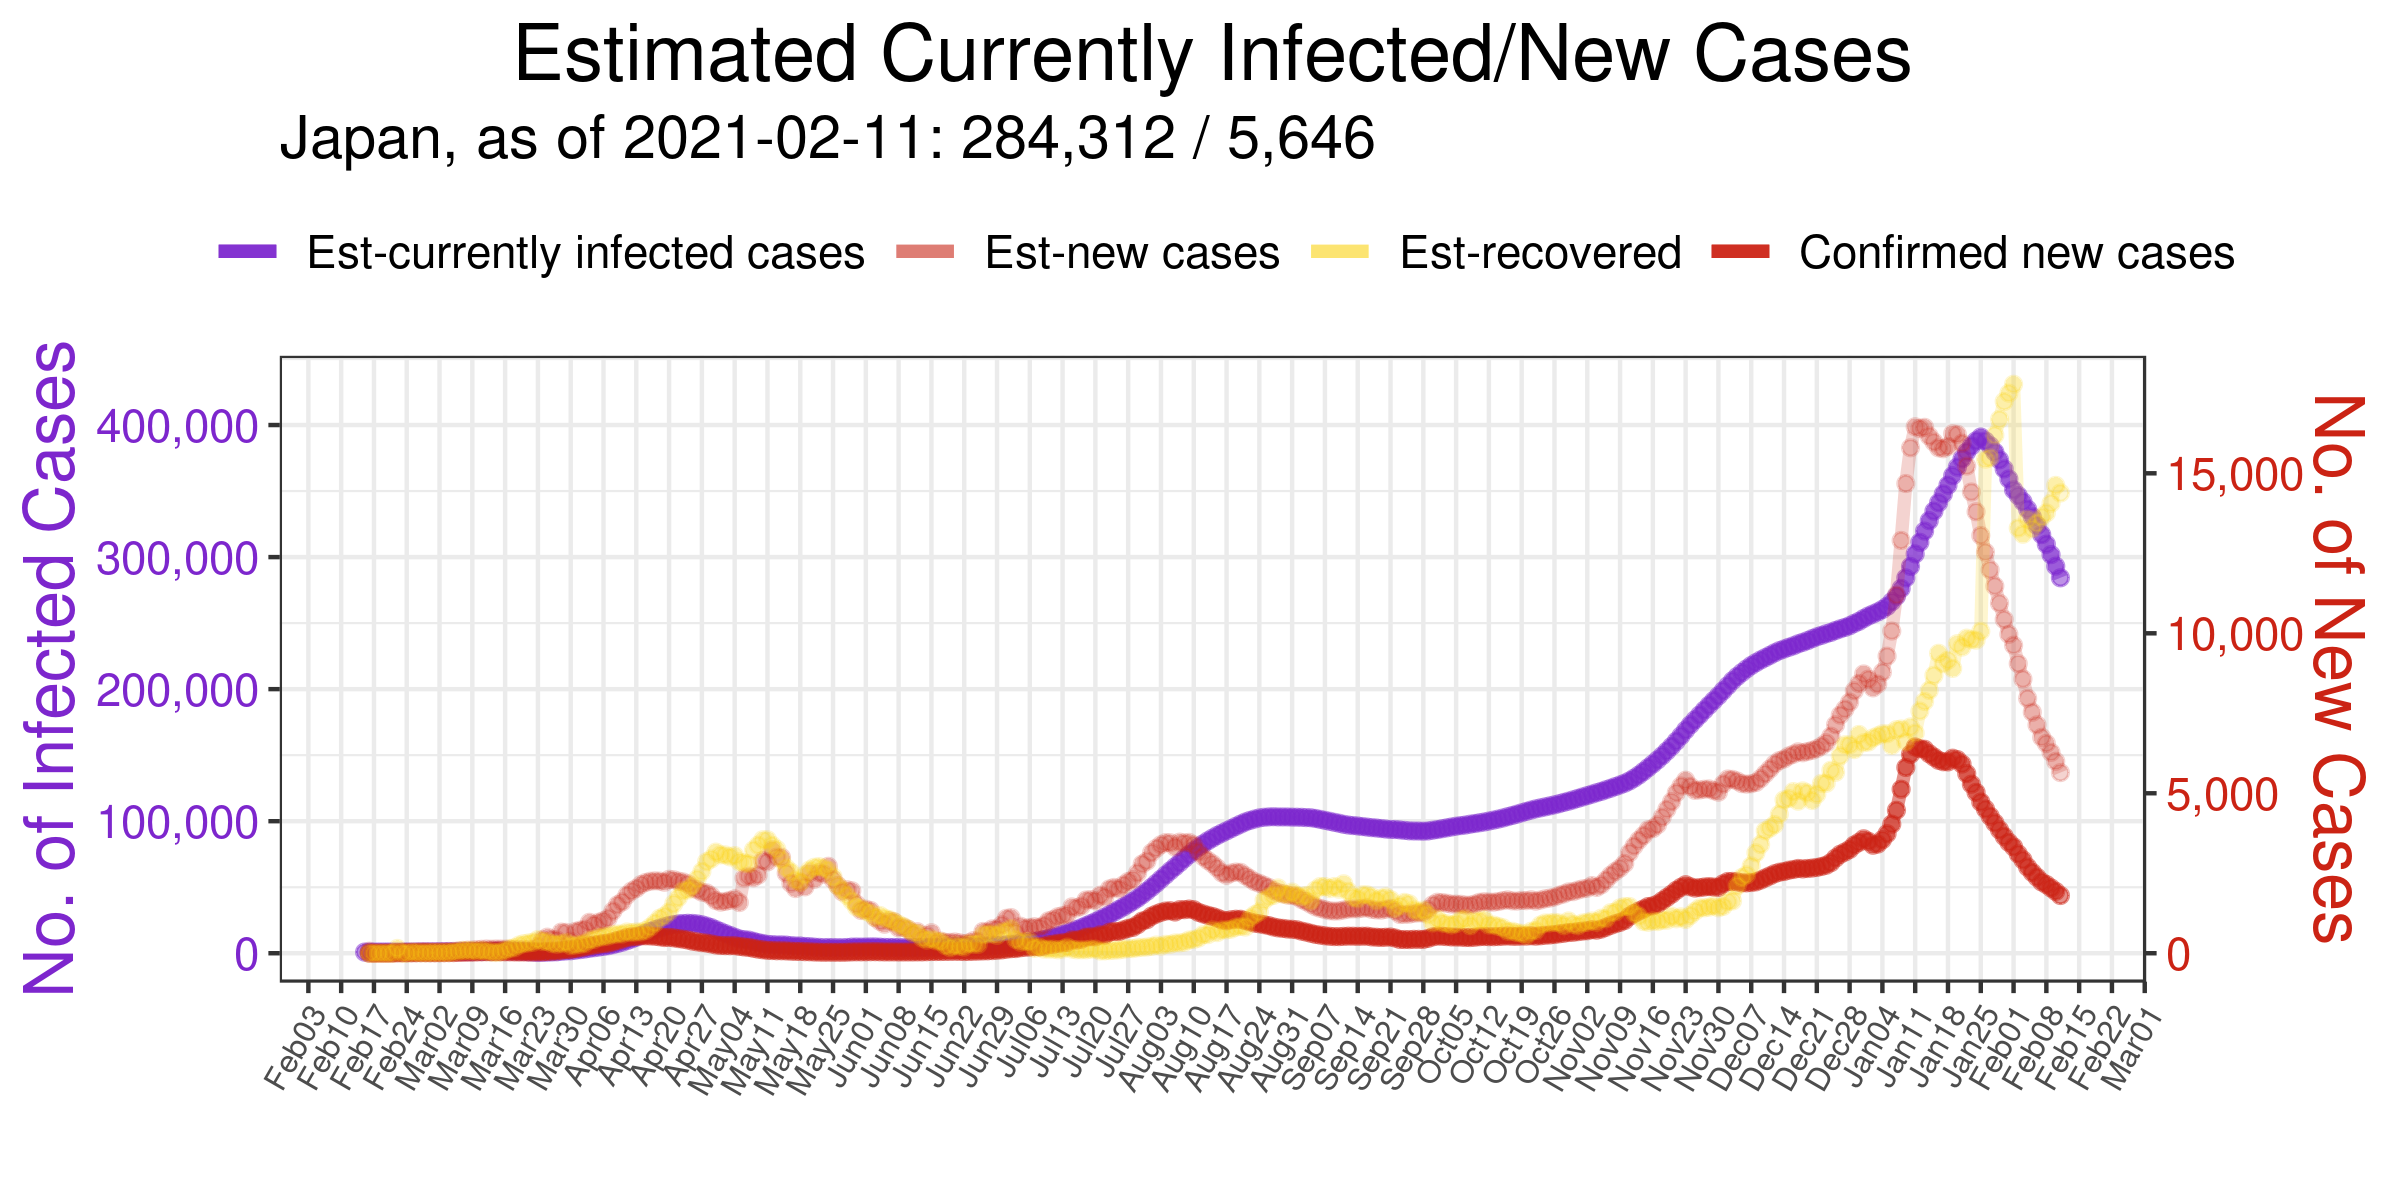 Estimated Currently Infected/New Cases
Japan, as of 2021-02-11: 284,312 / 5,646
Est-currently infected cases Est-new cases Est-recovered Confirmed new cases
No. of Infected Cases
400,000
300,000
200,000
100,000
0
15,000
10,000
5,000
0
No. of New Cases
Feb03 Feb10 Feb17 Feb24 Mar02 Mar09 Mar16 Mar23 Mar30 Apr06 Apr13 Apr20 Apr27 May04 May11 May18 May25 Jun01 Jun08 Jun15 Jun22 Jun29 Jul06 Jul13 Jul20 Jul27 Aug03 Aug10 Aug17 Aug24 Aug31 Sep07 Sep14 Sep21 Sep28 Oct05 Oct12 Oct19 Oct26 Nov02 Nov09 Nov16 Nov23 Nov30 Dec07 Dec14 Dec21 Dec28 Jan04 Jan11 Jan18 Jan25 Feb01 Feb08 Feb15 Feb22 Mar01